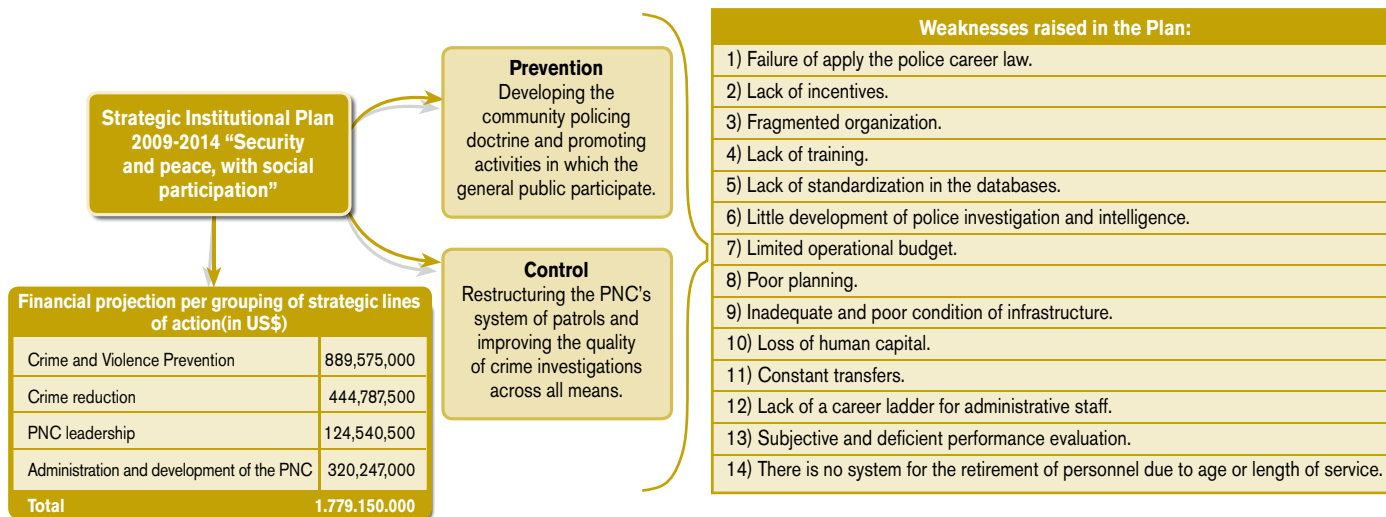 Strategic Institutional Plan
2009-2014 “Security
and peace, with social
participation”
Financial projection per grouping of strategic lines
of action(in US$)
Crime and Violence Prevention 889,575,000
Crime reduction 444,787,500
PNC leadership 124,540,500
Administration and development of the PNC 320,247,000
Total 1.779.150.000
Prevention
Developing the
community policing
doctrine and promoting
activities in which the
general public participate.
Control
Restructuring the PNC’s
system of patrols and
improving the quality
of crime investigations
across all means.
Weaknesses raised in the Plan:
1) Failure of apply the police career law.
2) Lack of incentives.
3) Fragmented organization.
4) Lack of training.
5) Lack of standardization in the databases.
6) Little development of police investigation and intelligence.
7) Limited operational budget.
8) Poor planning.
9) Inadequate and poor condition of infrastructure.
10) Loss of human capital.
11) Constant transfers.
12) Lack of a career ladder for administrative staff.
13) Subjective and deficient performance evaluation.
14) There is no system for the retirement of personnel due to age or length of service.